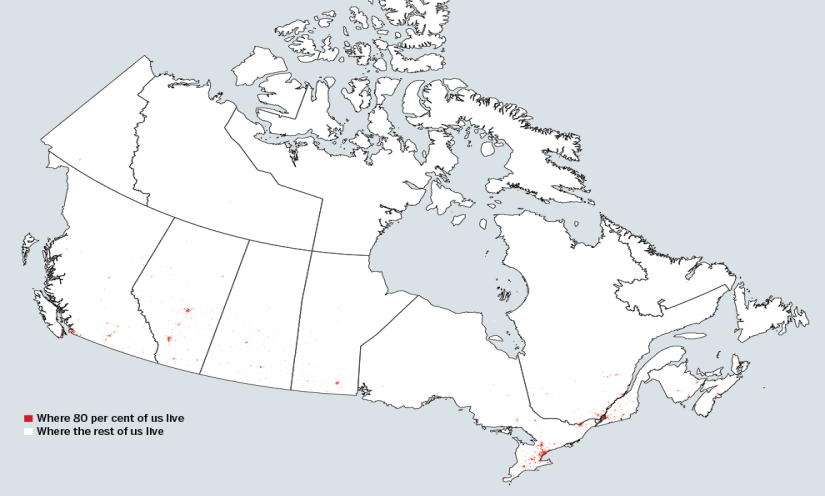 Where 80 per cent of us live
Where the rest of us live